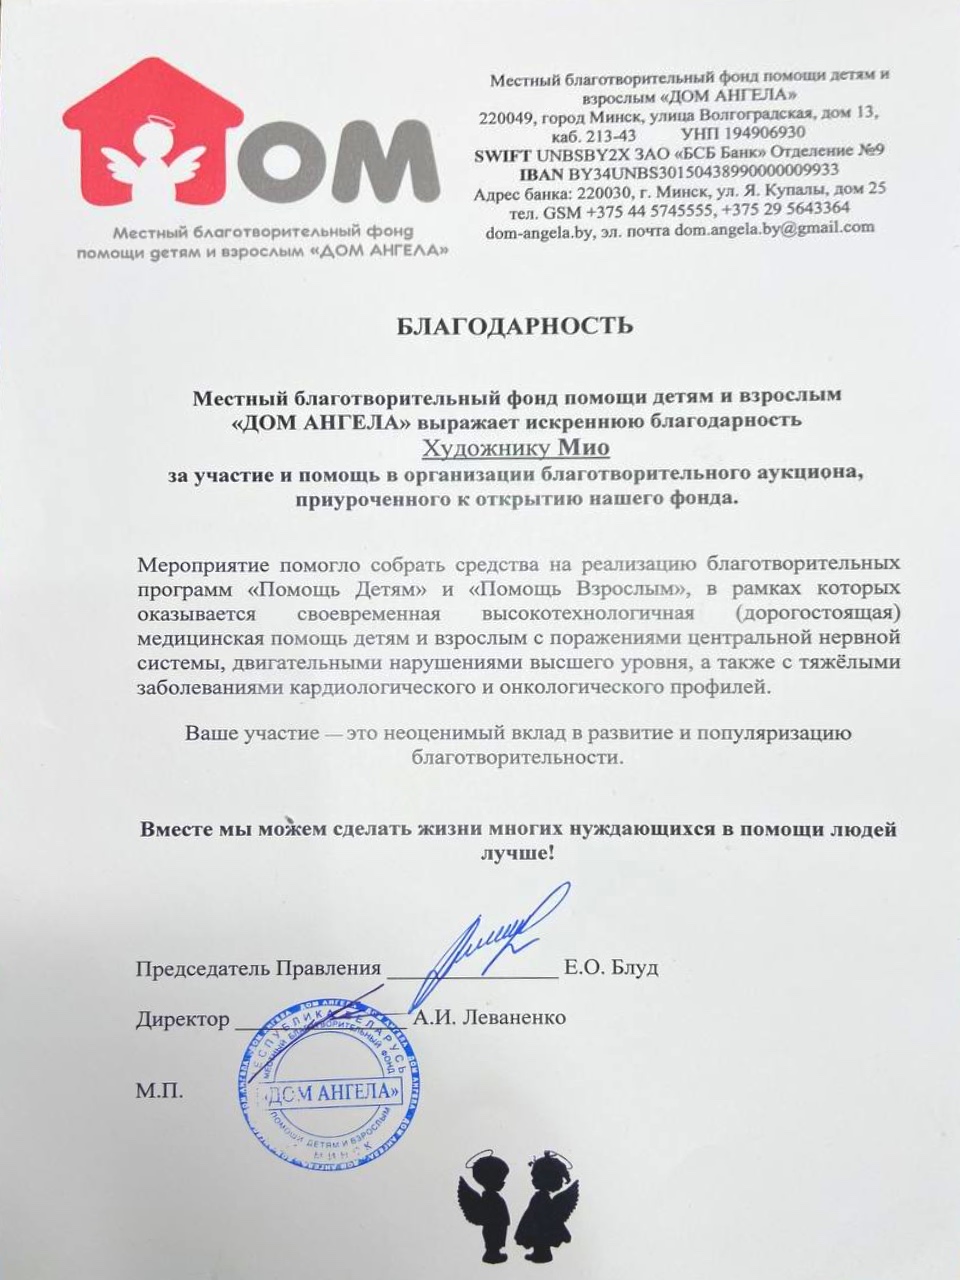 ДОМ
Местный благотворительный фонд
помощи детям и взрослым «ДОМ АНГЕЛА»
Местный благотворительный фонд помощи детям и
взрослым «ДОМ АНГЕЛА»
220049, город Минск, улица Волгоградская, дом 13,
каб. 213-43 УНП 194906930
SWIFT UNBSBY2X ЗАО «БСБ Банк» Отделение №9
IBAN BY34UNBS30150438990000009933
Адрес банка: 220030, г. Минск, ул. Я. Купалы, дом 25
тел. GSM +375 44 5745555, +375 29 5643364
dom-angela.by, эл. почта dom.angela.by@gmail.com
БЛАГОДАРНОСТЬ
Местный благотворительный фонд помощи детям и взрослым
«ДОМ АНГЕЛА» выражает искреннюю благодарность
Художнику Мио
за участие и помощь в организации благотворительного аукциона,
приуроченного к открытию нашего фонда.
Мероприятие помогло собрать средства на реализацию благотворительных
программ «Помощь Детям» и «Помощь Взрослым», в рамках которых
оказывается своевременная высокотехнологичная (дорогостоящая)
медицинская помощь детям и взрослым с поражениями центральной нервной
системы, двигательными нарушениями высшего уровня, а также с тяжёлыми
заболеваниями кардиологического и онкологического профилей.
Ваше участие — это неоценимый вклад в развитие и популяризацию
благотворительности.
Вместе мы можем сделать жизни многих нуждающихся в помощи людей
лучше!
Председатель Правления Е.О. Блуд
Директор А.И. Леваненко
М.П.
РЕСПУБЛИКА БЕЛАРУСЬ
МЕСТНЫЙ БЛАГОТВОРИТЕЛЬНЫЙ ФОНД
«ДОМ АНГЕЛА»
ПОМОЩИ ДЕТЯМ И ВЗРОСЛЫМ
МИНСК